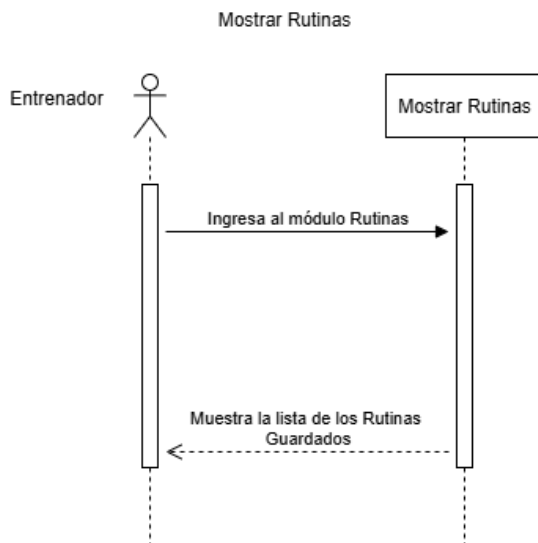 Mostrar Rutinas
Entrenador
Mostrar Rutinas
Ingresa al módulo Rutinas
Muestra la lista de los Rutinas
Guardados